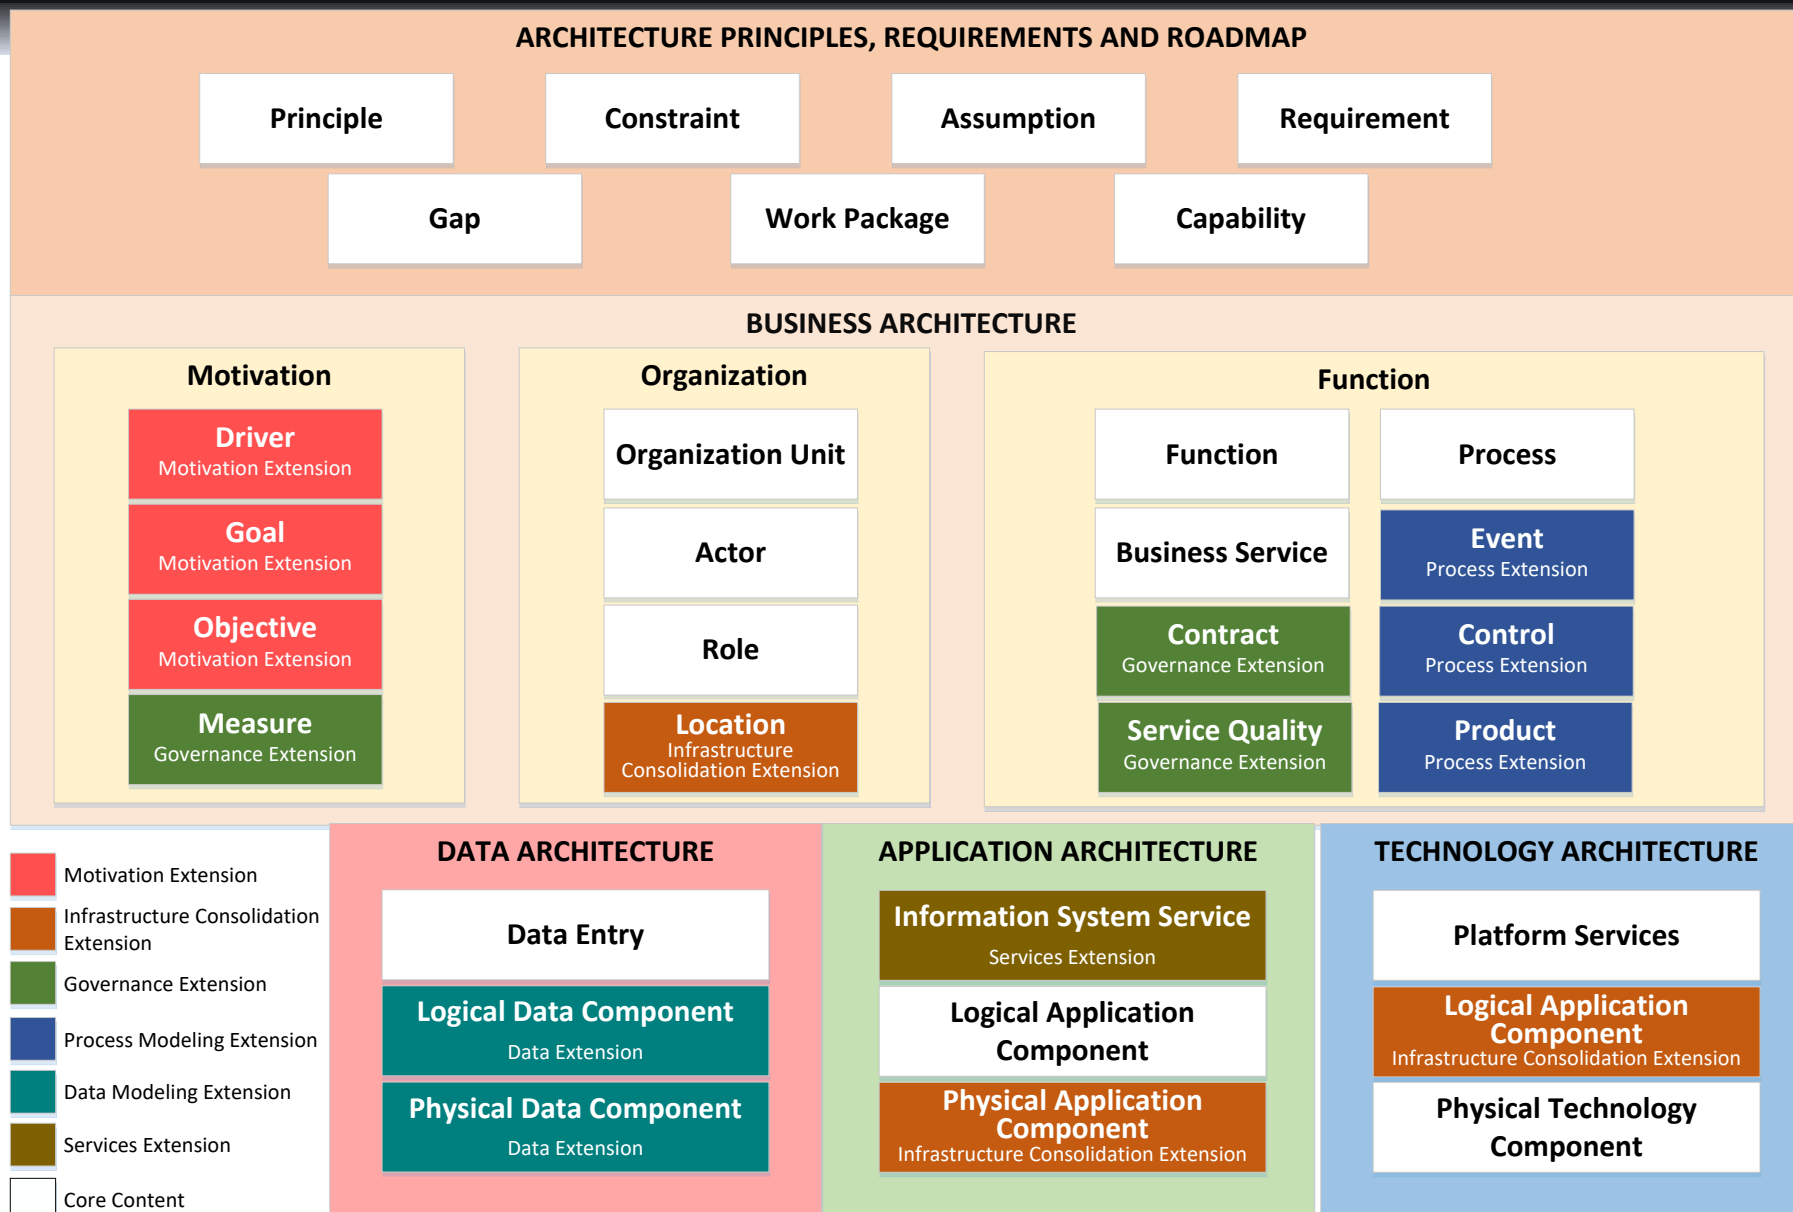 ARCHITECTURE PRINCIPLES, REQUIREMENTS AND ROADMAP
Principle
Constraint
Assumption
Requirement
Gap
Work Package
Capability
BUSINESS ARCHITECTURE
Motivation
Driver
Motivation Extension
Goal
Motivation Extension
Objective
Motivation Extension
Measure
Governance Extension
Organization
Organization Unit
Actor
Role
Location
Infrastructure
Consolidation Extension
Function
Function
Business Service
Contract
Governance Extension
Service Quality
Governance Extension
Process
Event
Process Extension
Control
Process Extension
Product
Process Extension
Motivation Extension
Infrastructure Consolidation
Extension
Governance Extension
Process Modeling Extension
Data Modeling Extension
Services Extension
Core Content
DATA ARCHITECTURE
Data Entry
Logical Data Component
Data Extension
Physical Data Component
Data Extension
APPLICATION ARCHITECTURE
Information System Service
Services Extension
Logical Application
Component
Physical Application
Component
Infrastructure Consolidation Extension
TECHNOLOGY ARCHITECTURE
Platform Services
Logical Application
Component
Infrastructure Consolidation Extension
Physical Technology
Component